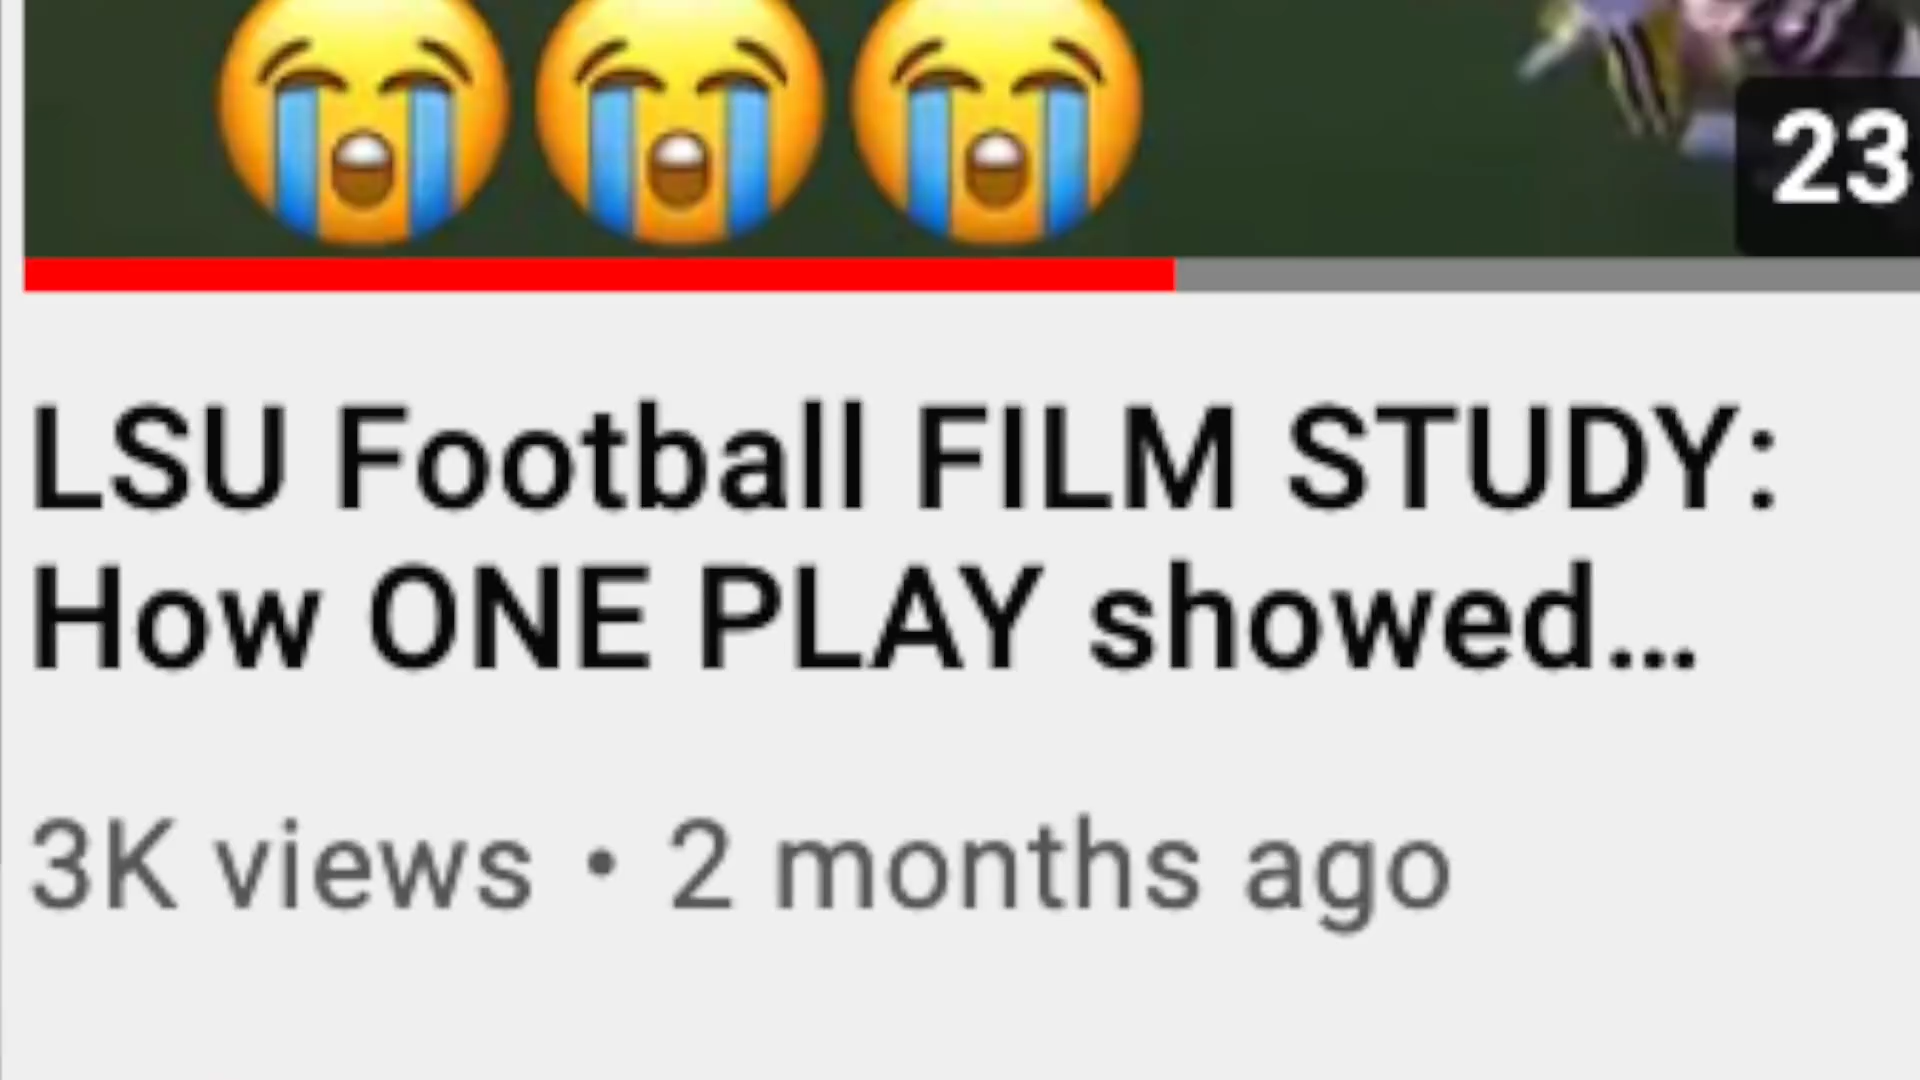 23
LSU Football FILM STUDY:
How ONE PLAY showed...
3K views • 2 months ago